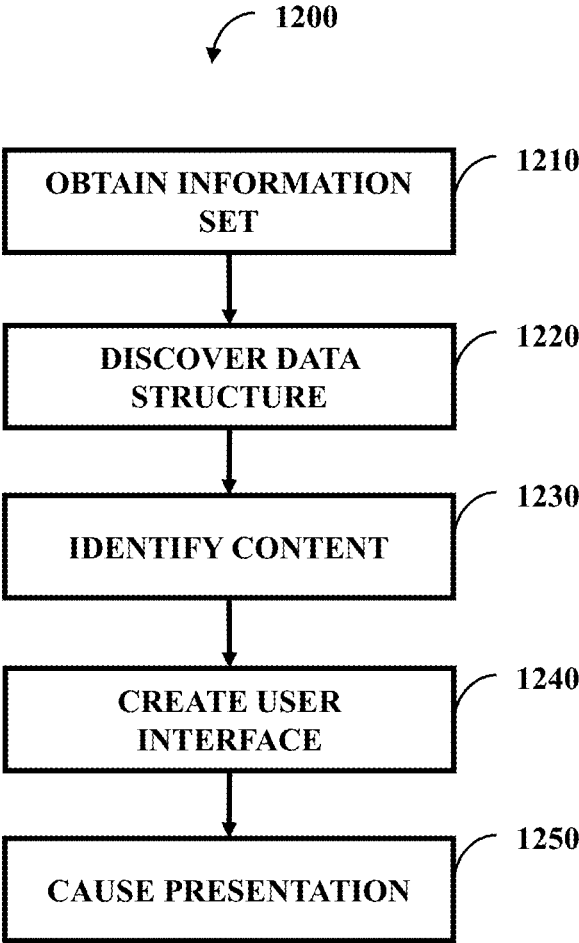 1200
1210
OBTAIN INFORMATION
SET
1220
DISCOVER DATA
STRUCTURE
1230
IDENTIFY CONTENT
1240
CREATE USER
INTERFACE
1250
CAUSE PRESENTATION